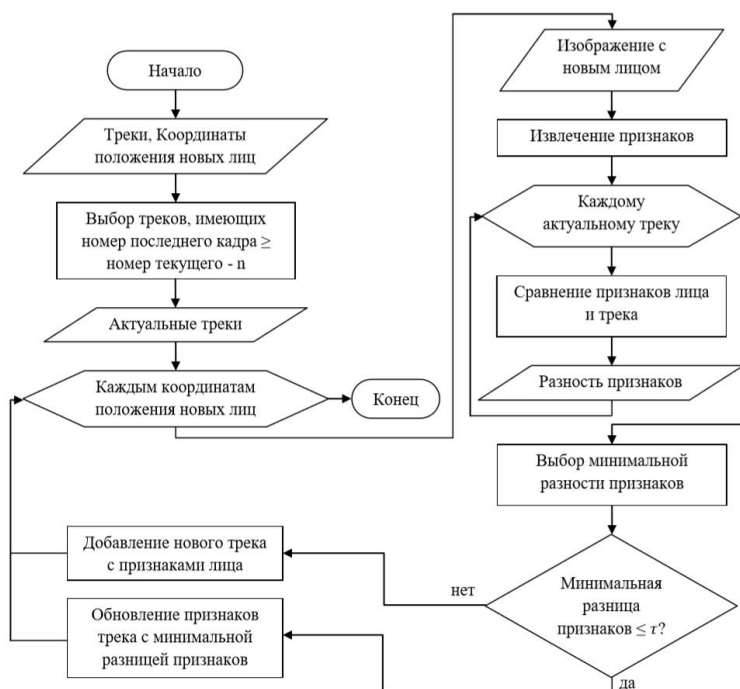 Начало
Треки, Координаты
положения новых лиц
Выбор треков, имеющих
номер последнего кадра ≥
номер текущего - n
Актуальные треки
Каждым координатам
положения новых лиц
Конец
Изображение с
новым лицом
Извлечение признаков
Каждому
актуальному треку
Сравнение признаков лица
и трека
Разность признаков
Выбор минимальной
разности признаков
Минимальная
разница
признаков ≤ τ?
нет
да
Добавление нового трека
с признаками лица
Обновление признаков
трека с минимальной
разницей признаков